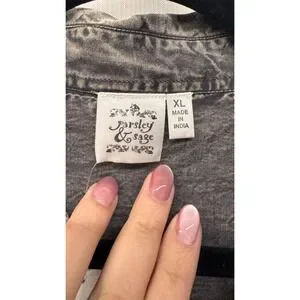 Parsley
& sage
XL
MADE IN
INDIA